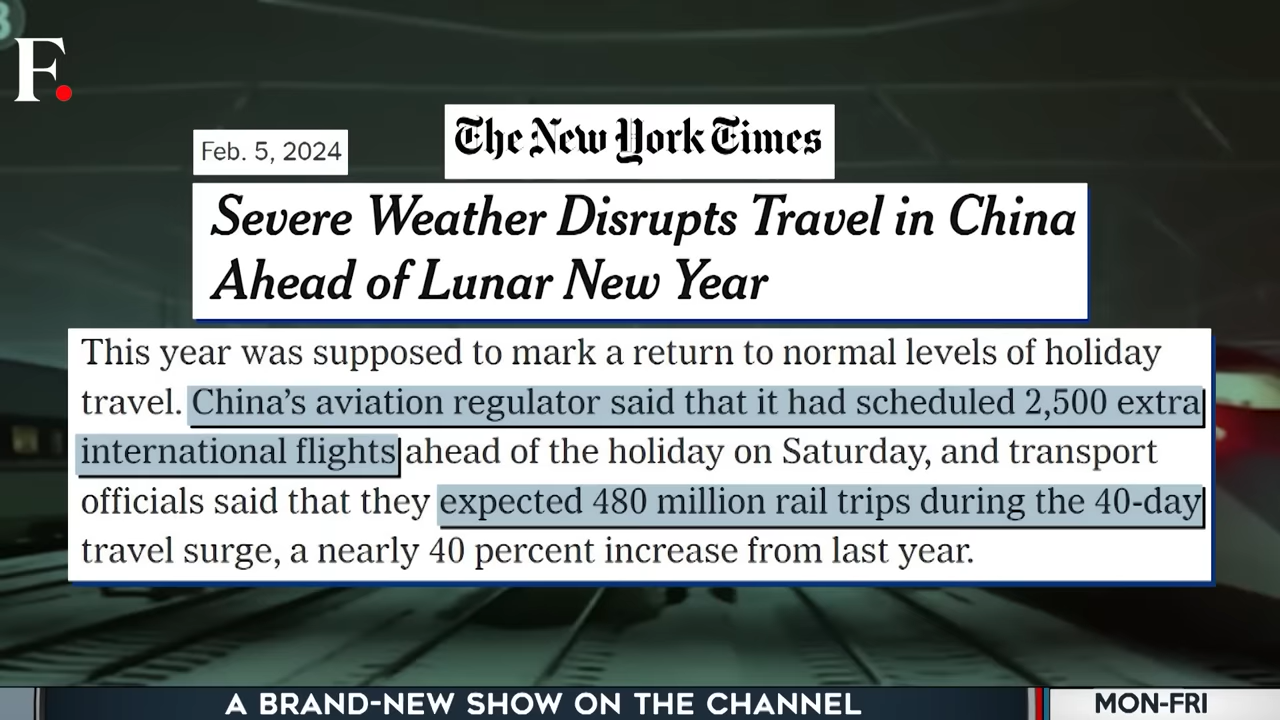 F.
Feb. 5, 2024
The New York Times
Severe Weather Disrupts Travel in China
Ahead of Lunar New Year
This year was supposed to mark a return to normal levels of holiday
travel. China's aviation regulator said that it had scheduled 2,500 extra
international flights ahead of the holiday on Saturday, and transport
officials said that they expected 480 million rail trips during the 40-day
travel surge, a nearly 40 percent increase from last year.
A BRAND-NEW SHOW ON THE CHANNEL
MON-FRI